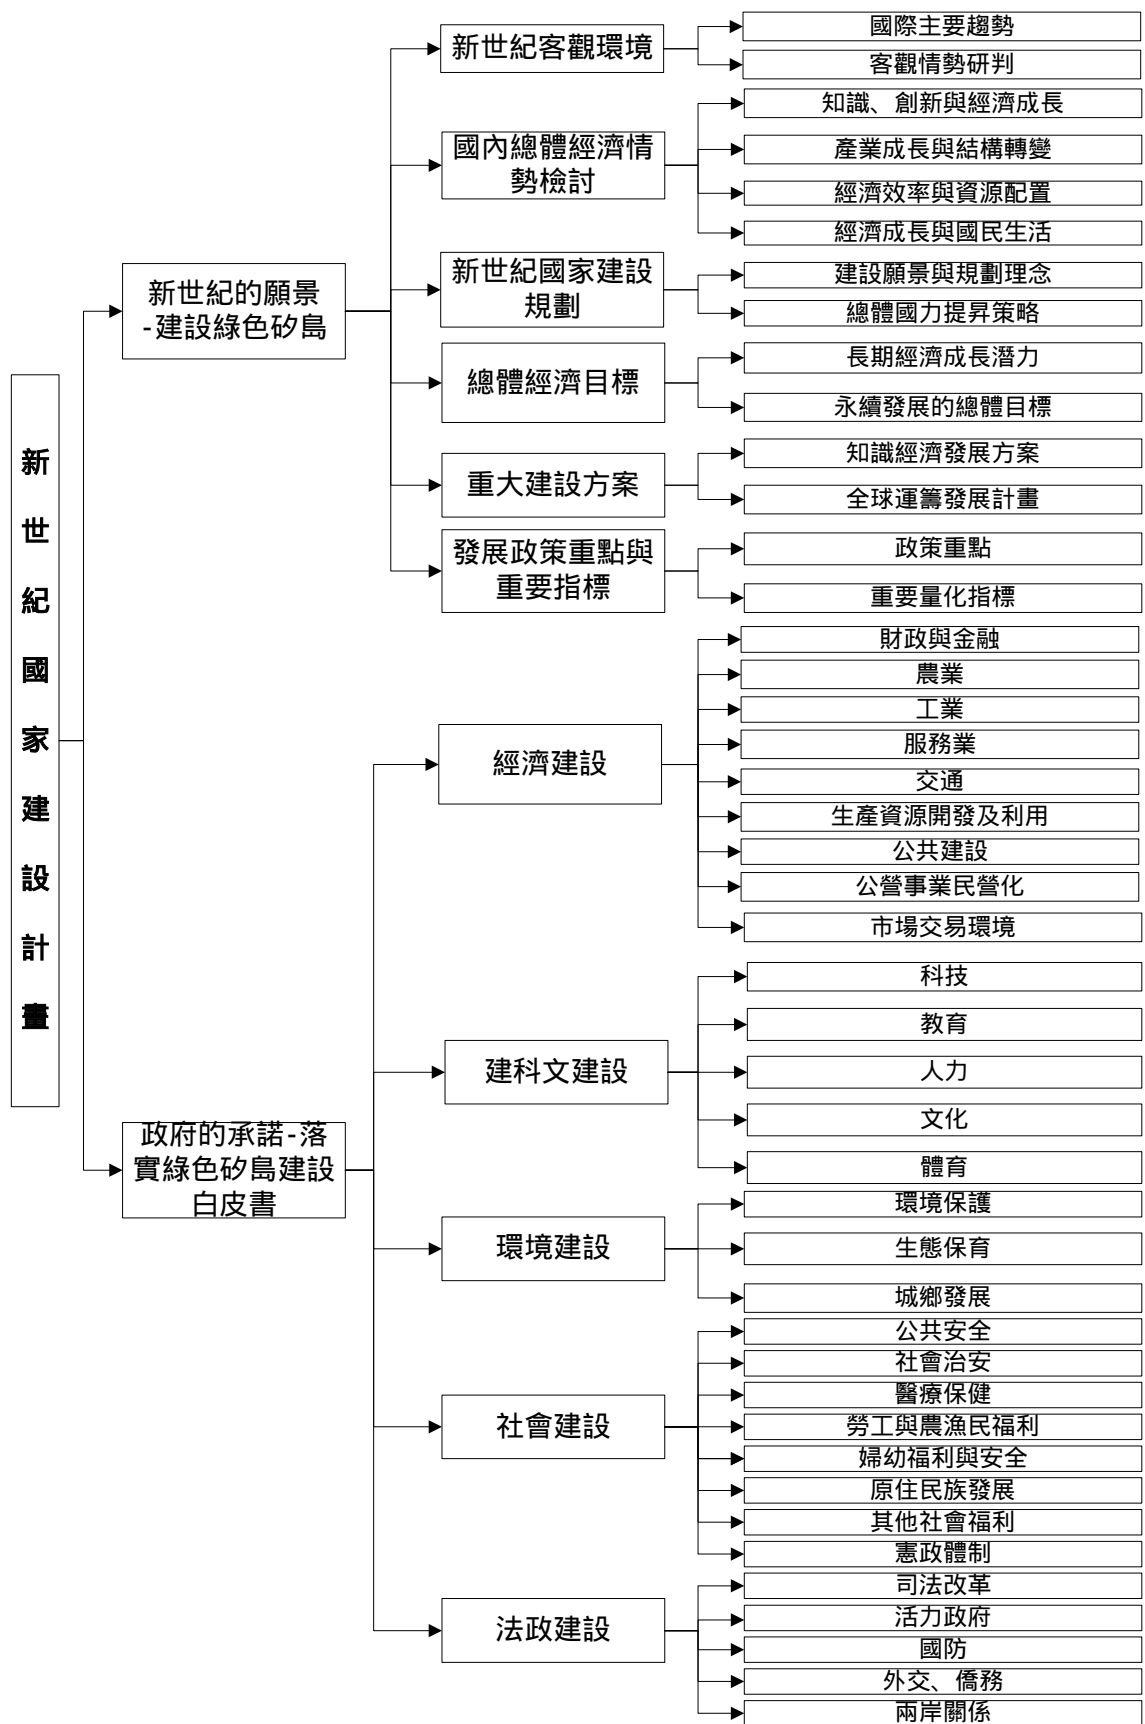 新世紀國家建設計畫
新世紀的願景
-建設綠色矽島
新世紀客觀環境
國際主要趨勢
客觀情勢研判
國內總體經濟情
勢檢討
知識、創新與經濟成長
產業成長與結構轉變
經濟效率與資源配置
經濟成長與國民生活
新世紀國家建設
規劃
建設願景與規劃理念
總體國力提昇策略
總體經濟目標
長期經濟成長潛力
永續發展的總體目標
重大建設方案
知識經濟發展方案
全球運籌發展計畫
發展政策重點與
重要指標
政策重點
重要量化指標
政府的承諾-落
實綠色矽島建設
白皮書
經濟建設
財政與金融
農業
工業
服務業
交通
生產資源開發及利用
公共建設
公營事業民營化
市場交易環境
建科文建設
科技
教育
人力
文化
體育
環境建設
環境保護
生態保育
城鄉發展
社會建設
公共安全
社會治安
醫療保健
勞工與農漁民福利
婦幼福利與安全
原住民族發展
其他社會福利
憲政體制
法政建設
司法改革
活力政府
國防
外交、僑務
兩岸關係